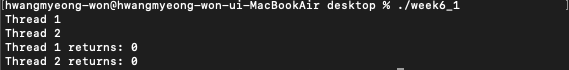 [hwangmyeong-won@hwangmyeong-won-ui-MacBookAir desktop % ./week6_1 ]
Thread 1
Thread 2
Thread 1 returns: 0
Thread 2 returns: 0